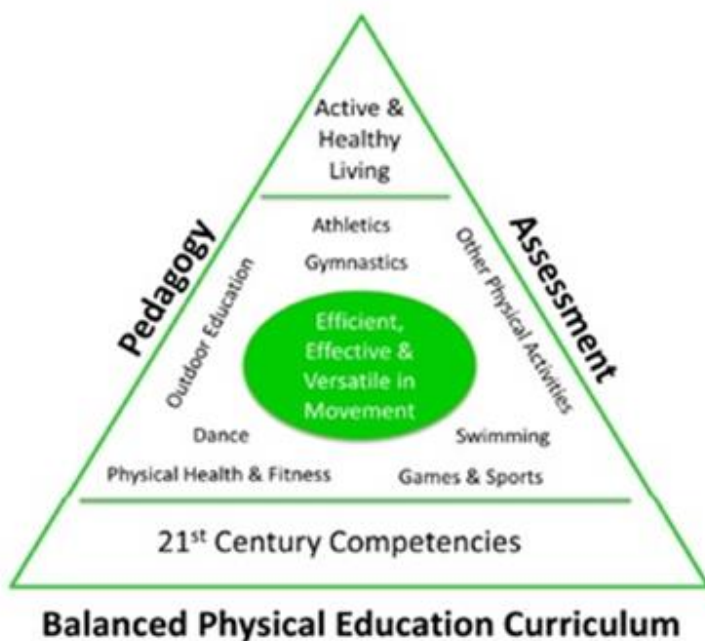 Active &
Healthy
Living
Pedagogy
Assessment
Athletics
Gymnastics
Outdoor Education
Other Physical Activities
Efficient,
Effective &
Versatile in
Movement
Dance
Swimming
Physical Health & Fitness
Games & Sports
21st Century Competencies
Balanced Physical Education Curriculum